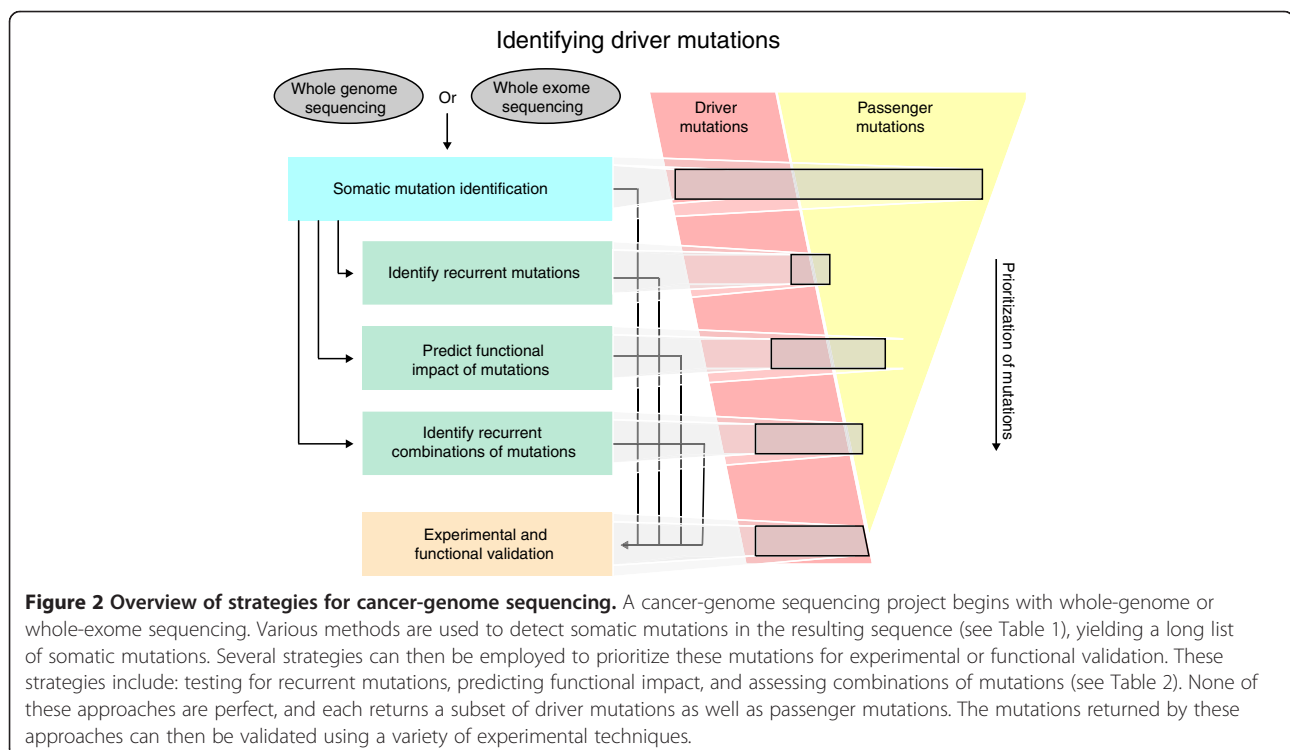 Identifying driver mutations
Whole genome
sequencing
Or
Whole exome
sequencing
Driver
mutations
Passenger
mutations
Somatic mutation identification
Identify recurrent mutations
Predict functional
impact of mutations
Identify recurrent
combinations of mutations
Experimental and
functional validation
Prioritization of mutations
Figure 2 Overview of strategies for cancer-genome sequencing. A cancer-genome sequencing project begins with whole-genome or
whole-exome sequencing. Various methods are used to detect somatic mutations in the resulting sequence (see Table 1), yielding a long list
of somatic mutations. Several strategies can then be employed to prioritize these mutations for experimental or functional validation. These
strategies include: testing for recurrent mutations, predicting functional impact, and assessing combinations of mutations (see Table 2). None of
these approaches are perfect, and each returns a subset of driver mutations as well as passenger mutations. The mutations returned by these
approaches can then be validated using a variety of experimental techniques.